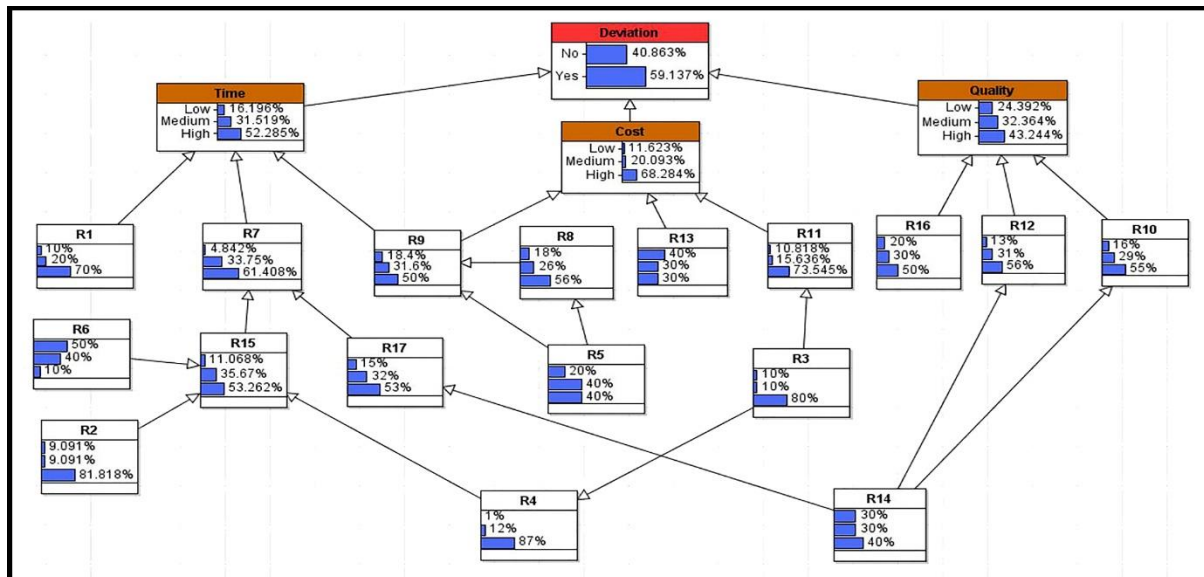 Deviation
No 40.863%
Yes 59.137%
Time
Low 16.196%
Medium 31.519%
High 52.285%
Quality
Low 24.392%
Medium 32.364%
High 43.244%
Cost
Low 11.623%
Medium 20.093%
High 68.284%
R1
10%
20%
70%
R7
4.842%
33.75%
61.408%
R9
18.4%
31.6%
50%
R8
18%
26%
56%
R13
40%
30%
30%
R11
10.818%
15.636%
73.545%
R16
20%
30%
50%
R12
13%
31%
56%
R10
16%
29%
55%
R6
50%
40%
10%
R15
11.068%
35.67%
53.262%
R17
15%
32%
53%
R5
20%
40%
40%
R3
10%
10%
80%
R2
9.091%
9.091%
81.818%
R4
1%
12%
87%
R14
30%
30%
40%